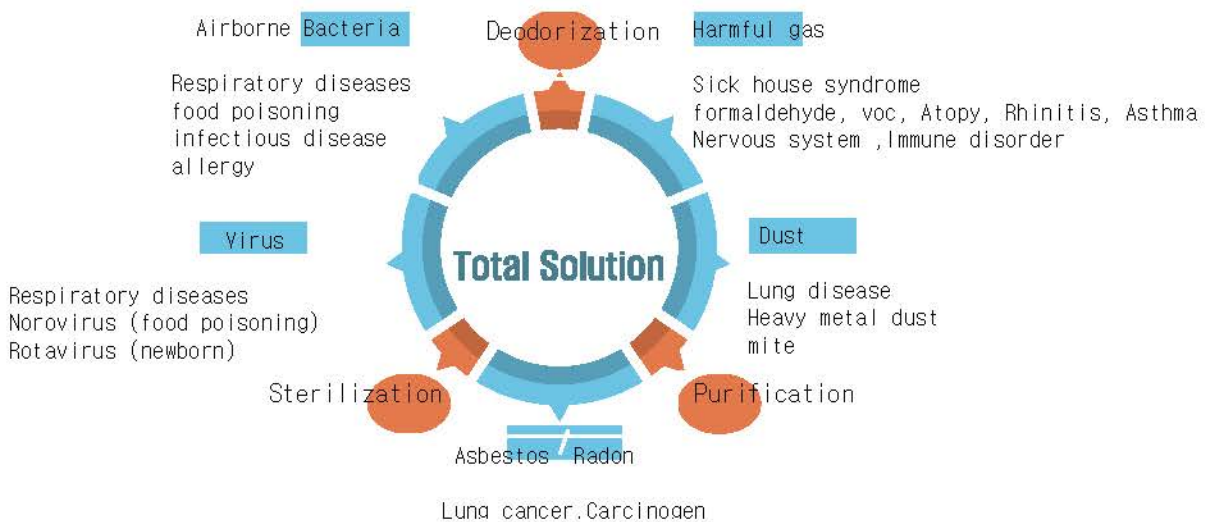 Airborne Bacteria
Deodorization
Harmful gas
Respiratory diseases
food poisoning
infectious disease
allergy
Sick house syndrome
formaldehyde, voc, Atopy, Rhinitis, Asthma
Nervous system ,Immune disorder
Virus
Dust
Total Solution
Respiratory diseases
Norovirus (food poisoning)
Rotavirus (newborn)
Lung disease
Heavy metal dust
mite
Sterilization
Purification
Asbestos / Radon
Lung cancer.Carcinogen